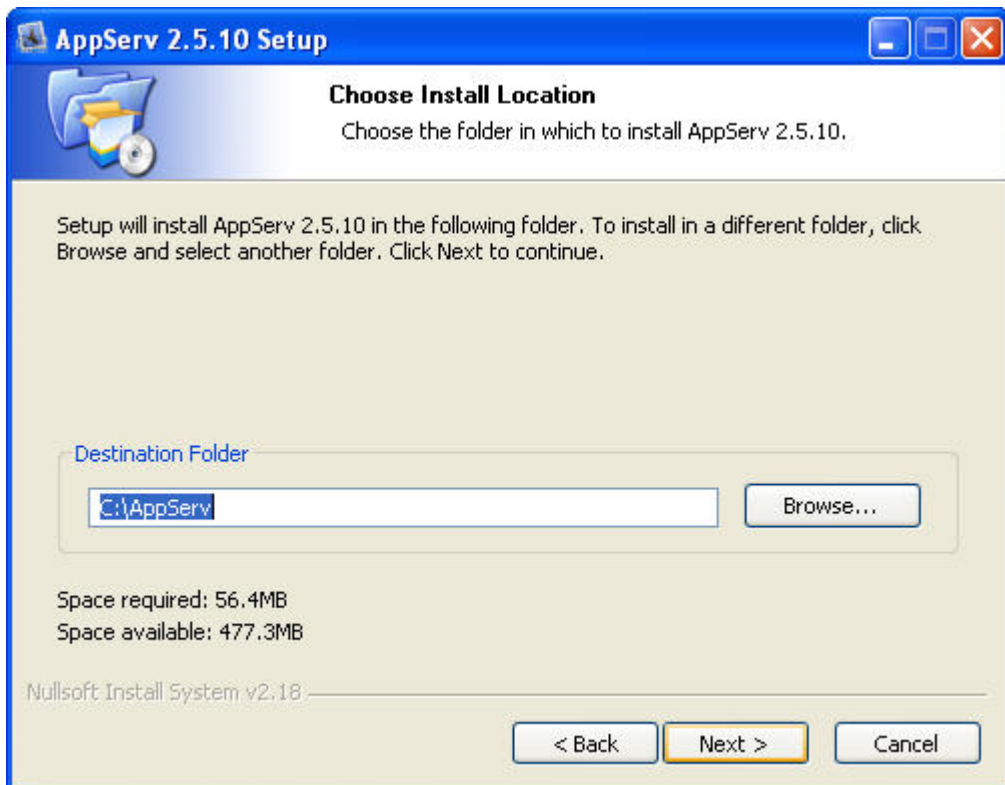 AppServ 2.5.10 Setup
Choose Install Location
Choose the folder in which to install AppServ 2.5.10.
Setup will install AppServ 2.5.10 in the following folder. To install in a different folder, click
Browse and select another folder. Click Next to continue.
Destination Folder
C:\AppServ
Browse...
Space required: 56.4MB
Space available: 477.3MB
Nullsoft Install System v2.18
< Back
Next >
Cancel